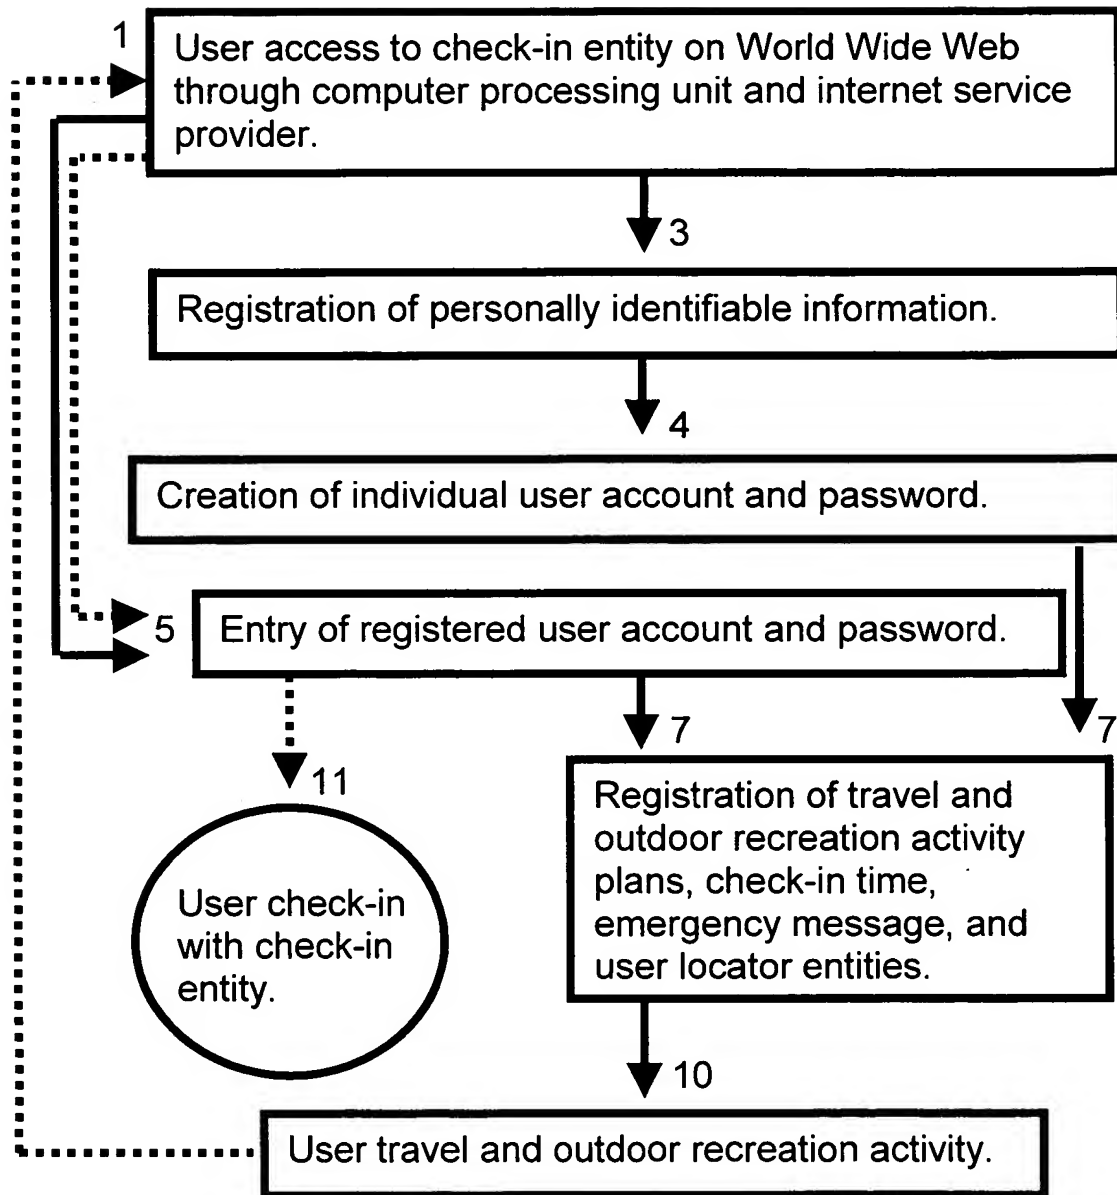 1
User access to check-in entity on World Wide Web
through computer processing unit and internet service
provider.
3
Registration of personally identifiable information.
4
Creation of individual user account and password.
5
Entry of registered user account and password.
7
7
11
Registration of travel and
outdoor recreation activity
plans, check-in time,
emergency message, and
user locator entities.
User check-in
with check-in
entity.
10
User travel and outdoor recreation activity.